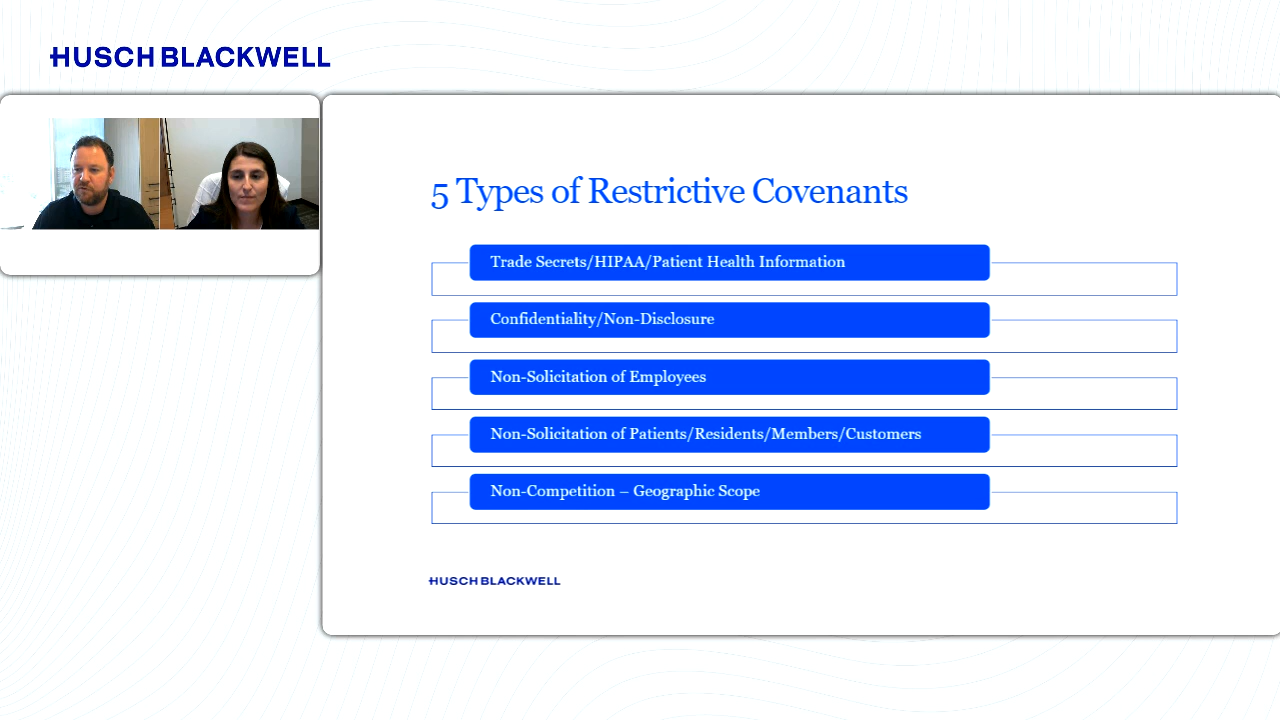 HUSCH BLACKWELL
5 Types of Restrictive Covenants
Trade Secrets/HIPAA/Patient Health Information
Confidentiality/Non-Disclosure
Non-Solicitation of Employees
Non-Solicitation of Patients/Residents/Members/Customers
Non-Competition – Geographic Scope
HUSCH BLACKWELL